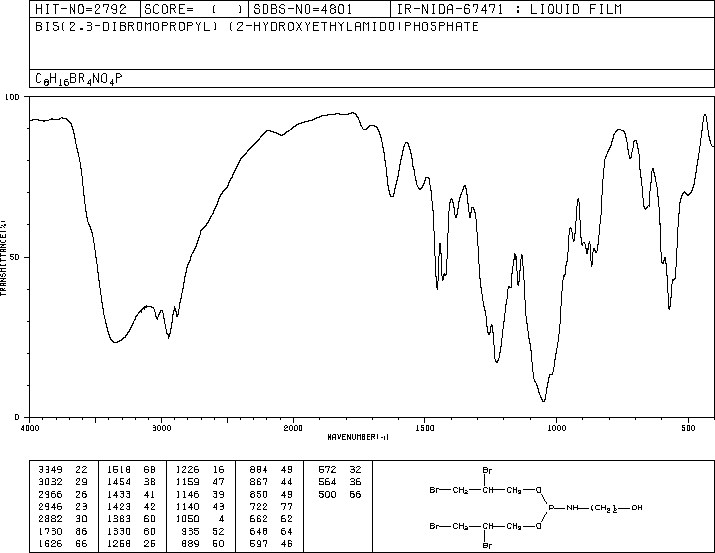 HIT-NO=2792 SCORE= ( ) SDBS-NO=4801 IR-NIDA-67471 : LIQUID FILM
BIS(2,3-DIBROMOPROPYL) (2-HYDROXYETHYLAMIDO)PHOSPHATE
C8H16BR4NO4P
100
50
0
TRANSMITTANCE(%)
4000 3000 2000 1500 1000 500
WAVENUMBER(-1)
3349 22 1518 68 1226 16 884 49 572 32
3032 29 1454 38 1159 47 867 44 564 36
2966 26 1433 41 1146 39 850 49 500 66
2946 23 1423 42 1140 43 722 77
2882 30 1383 60 1050 4 662 62
1730 86 1330 60 935 52 648 64
1626 66 1258 25 889 50 597 46
Br Br—CH2—CH—CH2—O
P—NH—(CH2)2—OH
Br—CH2—CH—CH2—O
Br